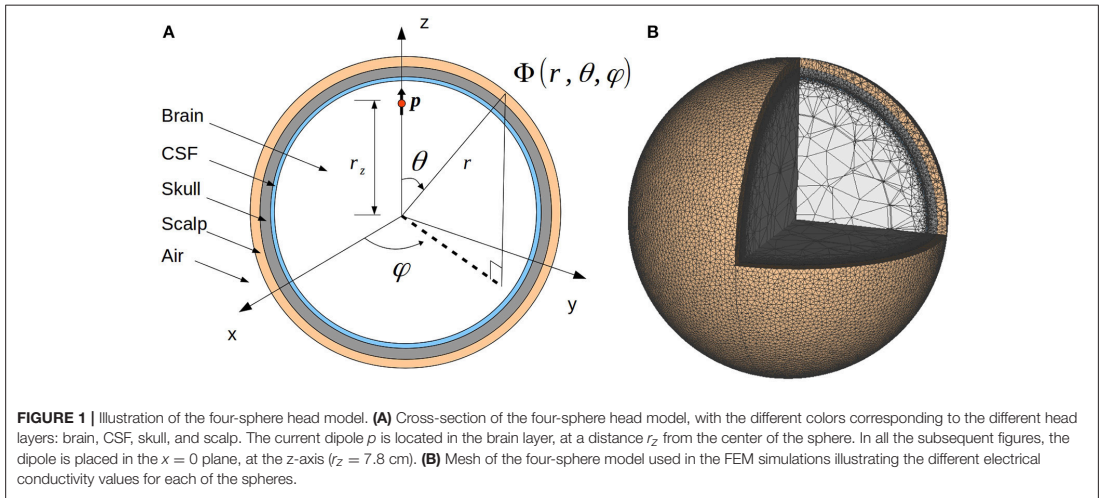 A
B
z
Φ(r, θ, φ)
p
Brain
CSF
Skull
Scalp
Air
r_z
θ
r
φ
x
y
FIGURE 1 | Illustration of the four-sphere head model. (A) Cross-section of the four-sphere head model, with the different colors corresponding to the different head
layers: brain, CSF, skull, and scalp. The current dipole p is located in the brain layer, at a distance r_z from the center of the sphere. In all the subsequent figures, the
dipole is placed in the x = 0 plane, at the z-axis (r_z = 7.8 cm). (B) Mesh of the four-sphere model used in the FEM simulations illustrating the different electrical
conductivity values for each of the spheres.